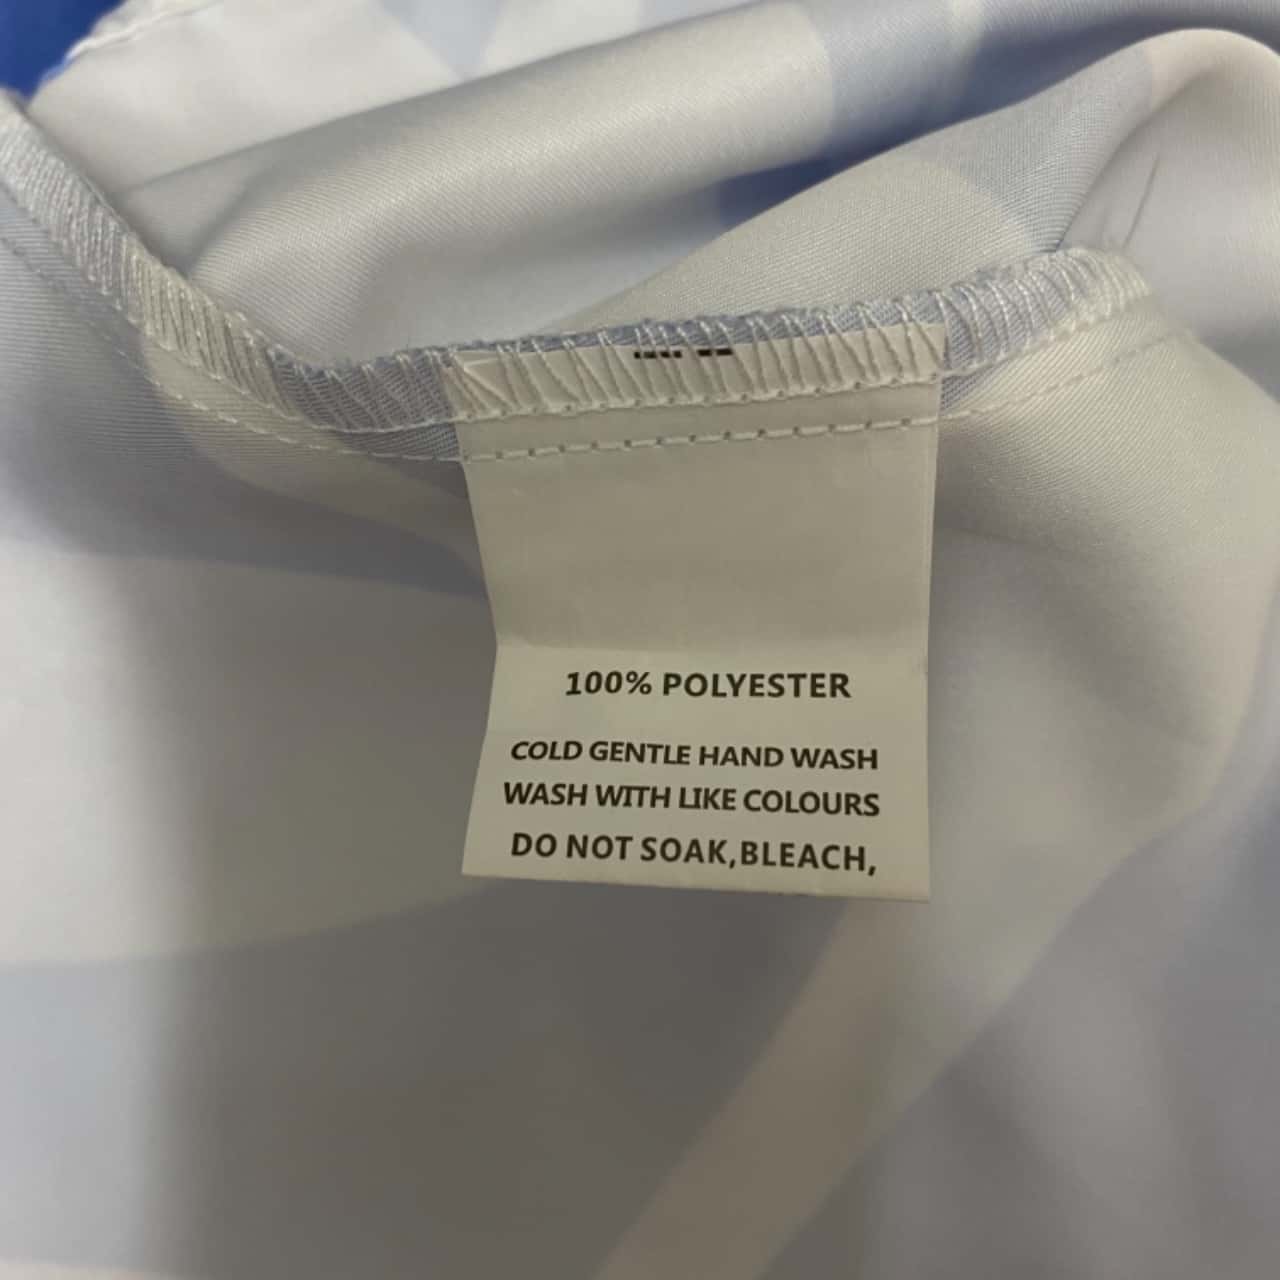 100% POLYESTER
COLD GENTLE HAND WASH
WASH WITH LIKE COLOURS
DO NOT SOAK,BLEACH,